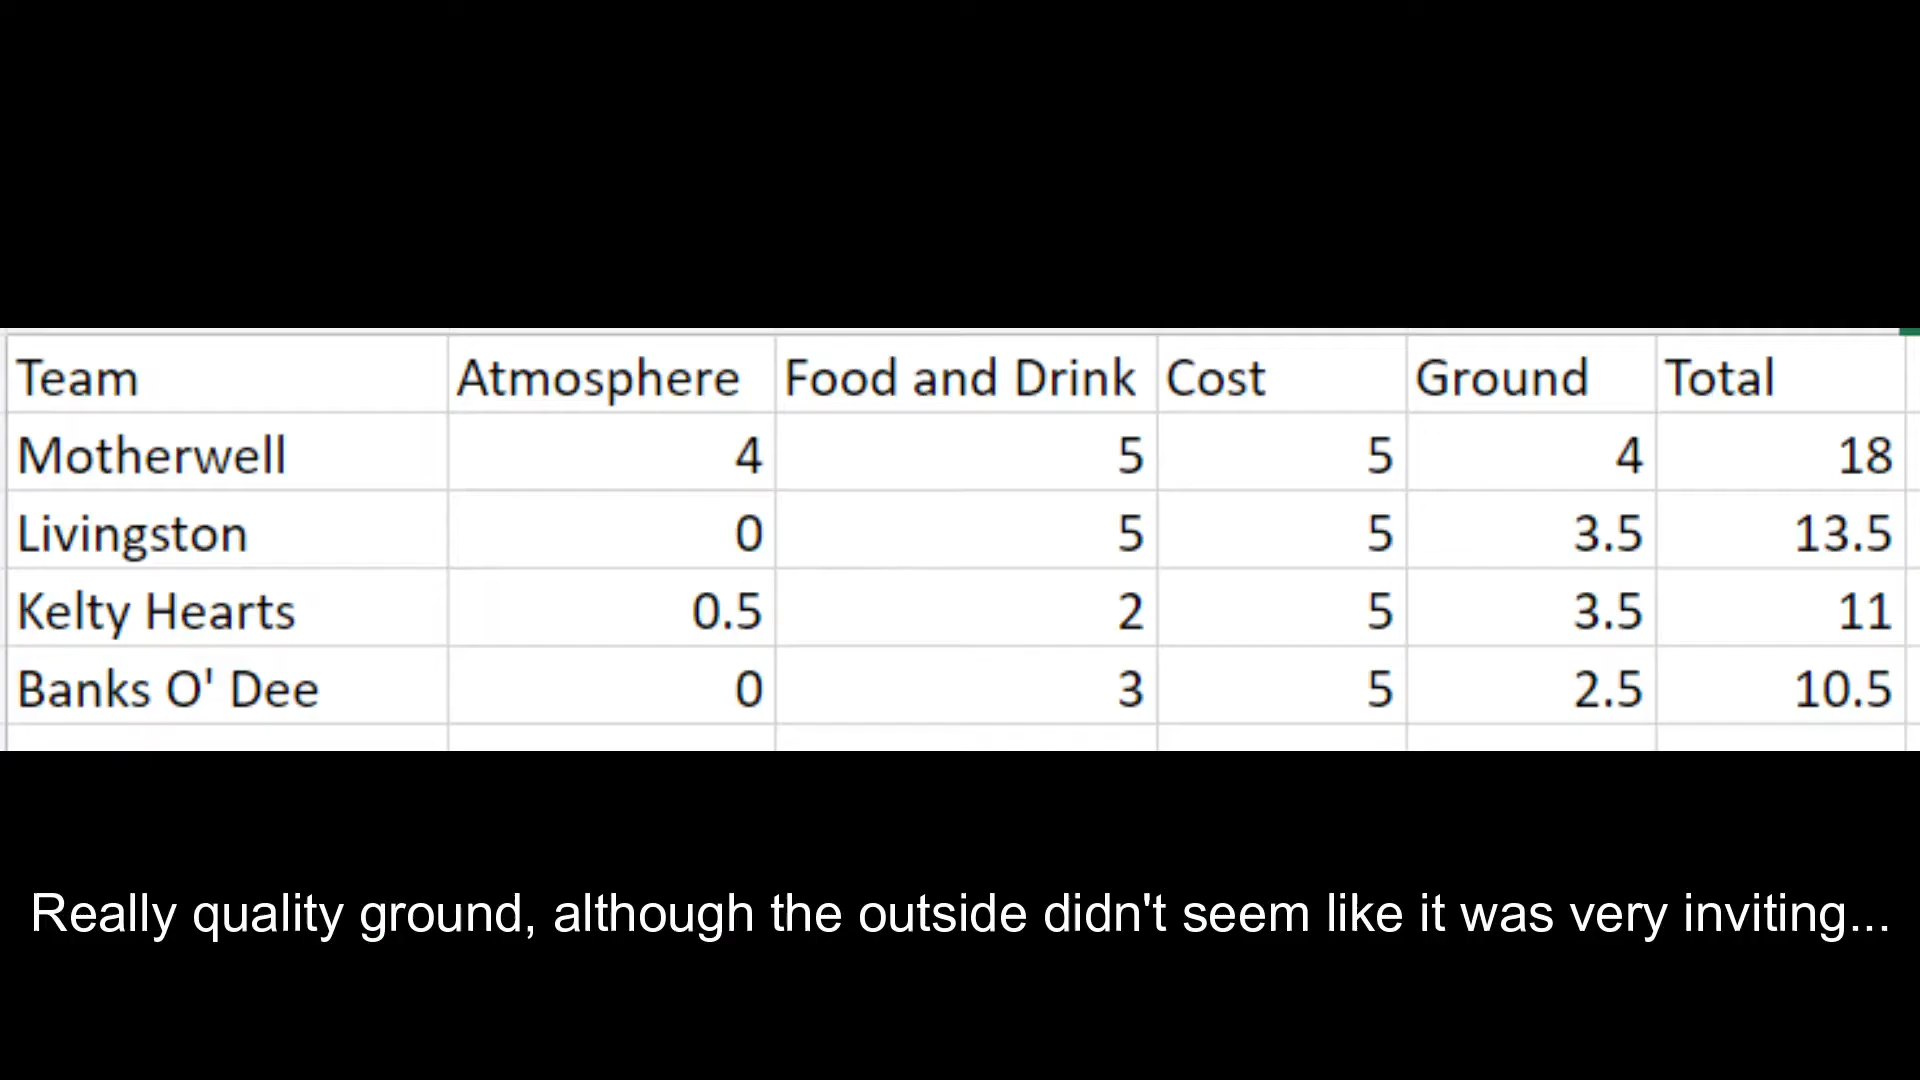 Team Atmosphere Food and Drink Cost Ground Total
Motherwell 4 5 5 4 18
Livingston 0 5 5 3.5 13.5
Kelty Hearts 0.5 2 5 3.5 11
Banks O' Dee 0 3 5 2.5 10.5
Really quality ground, although the outside didn't seem like it was very inviting...